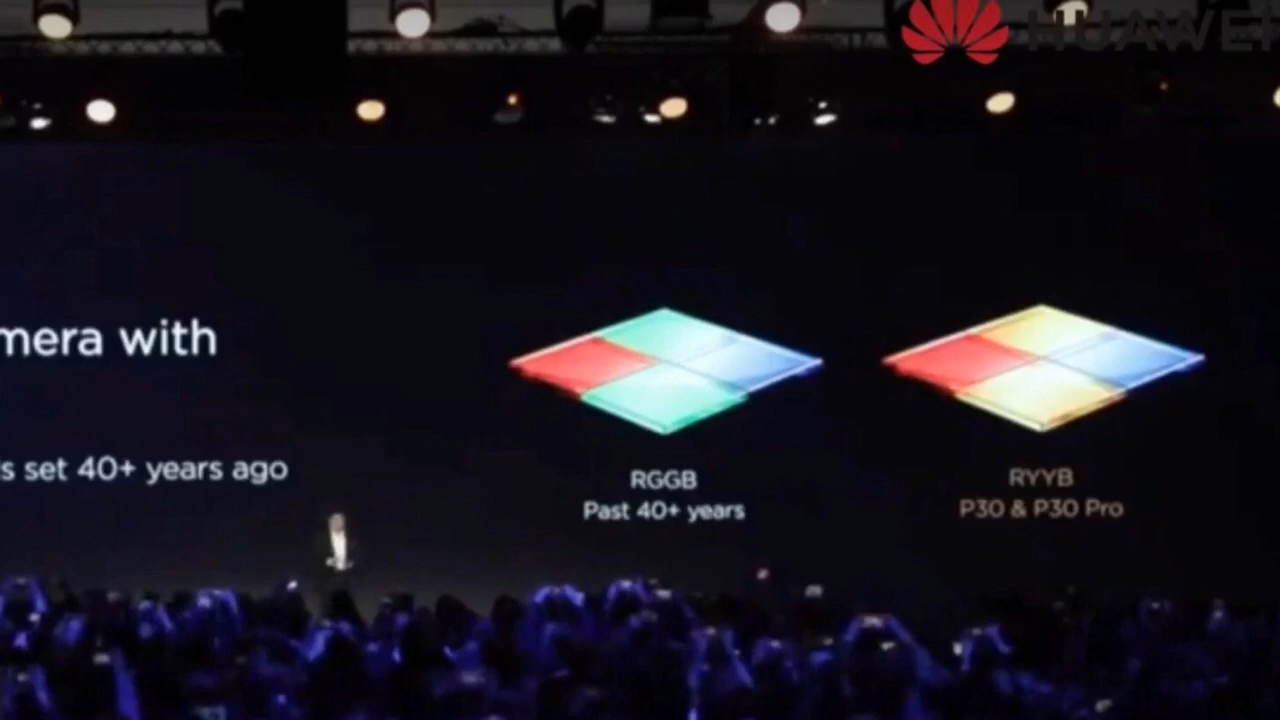 HUAWEI
mera with
s set 40+ years ago
RGGB
Past 40+ years
RYYB
P30 & P30 Pro